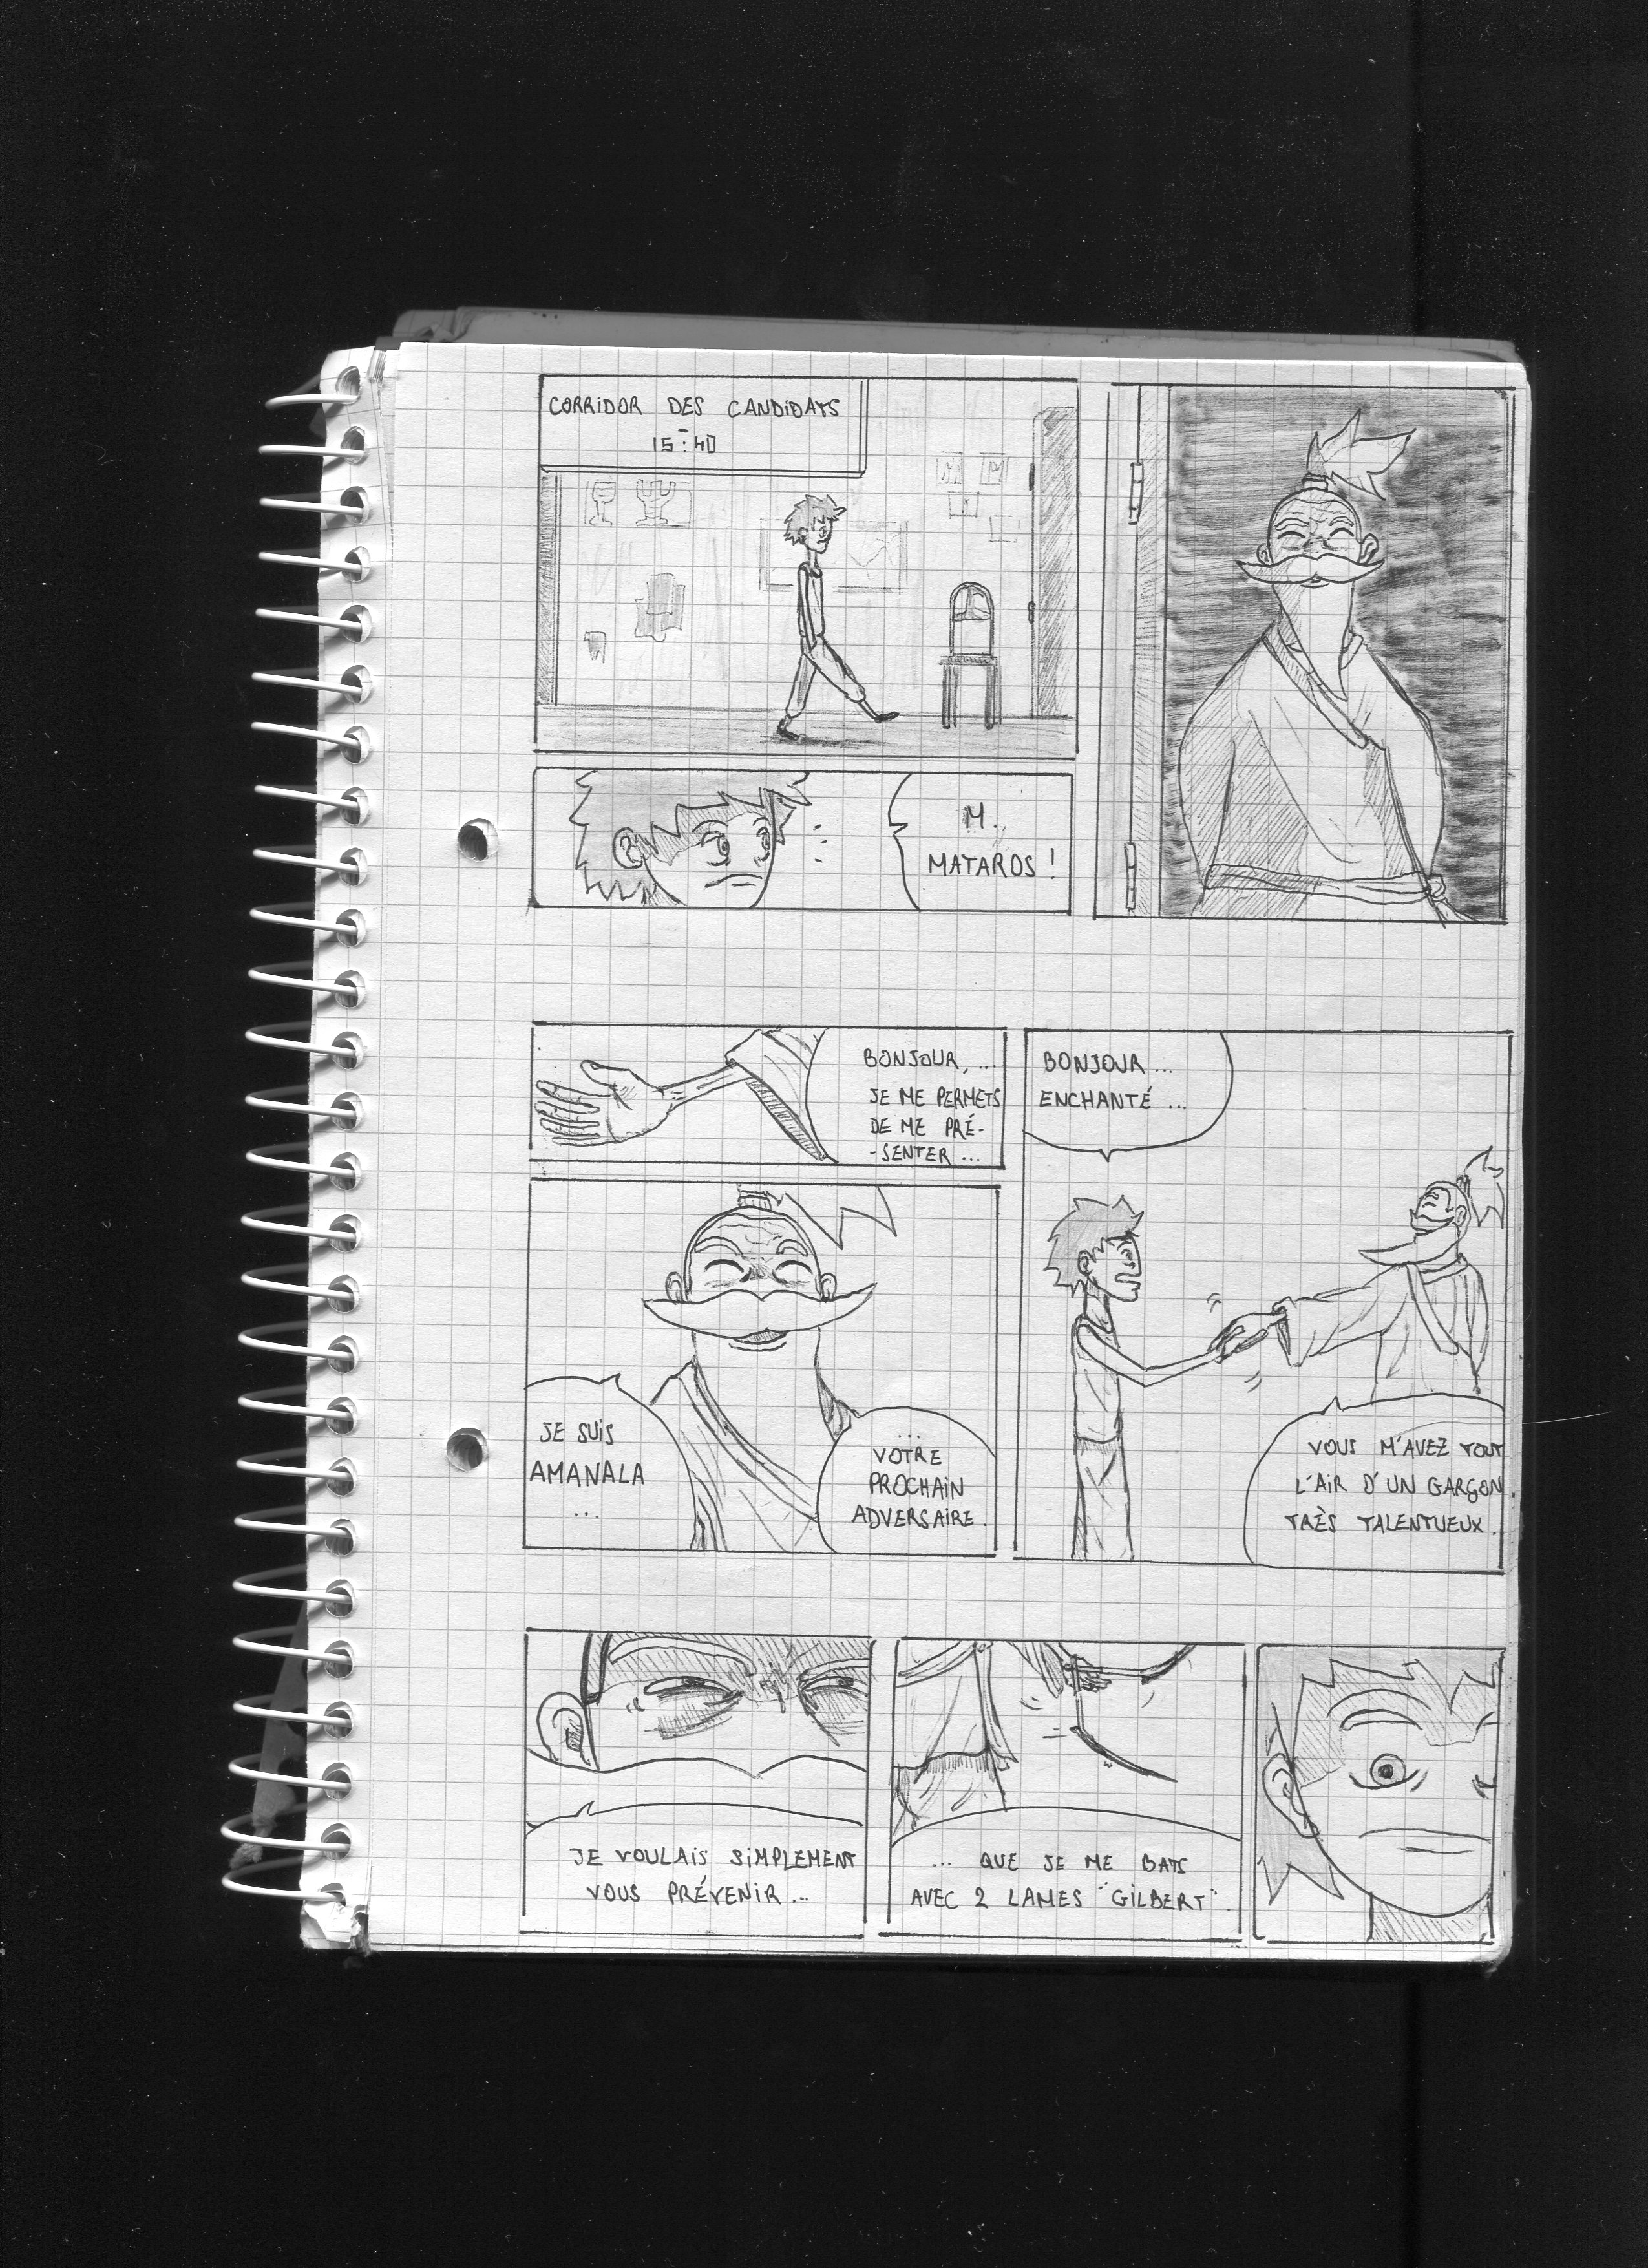 CORRIDOR DES CANDIDATS
15:40
M.
MATAROS !
BONJOUR, ...
JE ME PERMETS
DE ME PRÉ-
-SENTER ...
JE SUIS
AMANALA
...
...
VOTRE
PROCHAIN
ADVERSAIRE.
BONJOUR ...
ENCHANTÉ ...
VOUS M'AVEZ TOUT
L'AIR D'UN GARÇON
TRÈS TALENTUEUX.
JE VOULAIS SIMPLEMENT
VOUS PRÉVENIR ...
... QUE JE ME BATS
AVEC 2 LAMES "GILBERT".